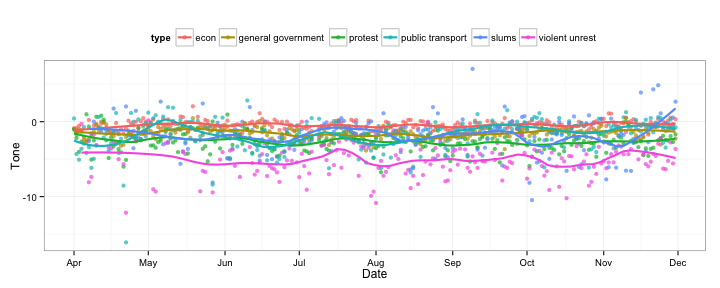 type econ general government protest public transport slums violent unrest
0
-10
Tone
Apr May Jun Jul Aug Sep Oct Nov Dec
Date